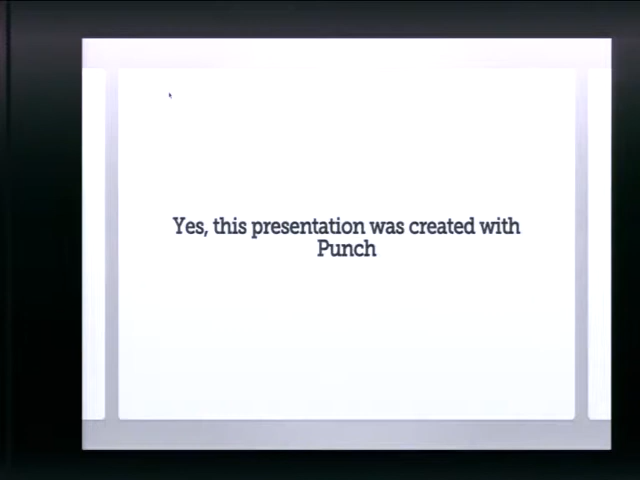 Yes, this presentation was created with
Punch